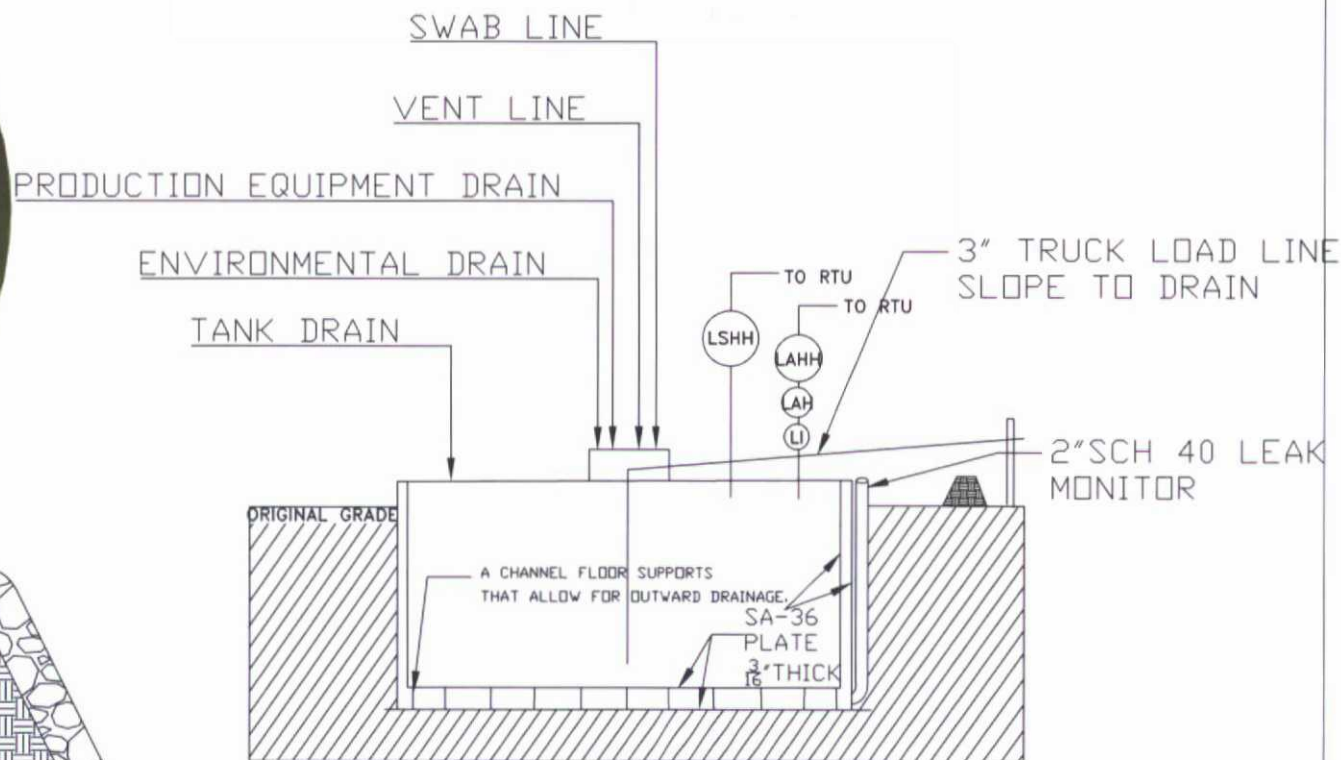 SWAB LINE
VENT LINE
PRODUCTION EQUIPMENT DRAIN
ENVIRONMENTAL DRAIN
TANK DRAIN
TO RTU
TO RTU
LSHH
LAHH
LAH
LI
3" TRUCK LOAD LINE
SLOPE TO DRAIN
2"SCH 40 LEAK
MONITOR
ORIGINAL GRADE
A CHANNEL FLOOR SUPPORTS
THAT ALLOW FOR OUTWARD DRAINAGE.
SA-36
PLATE
3/16"THICK